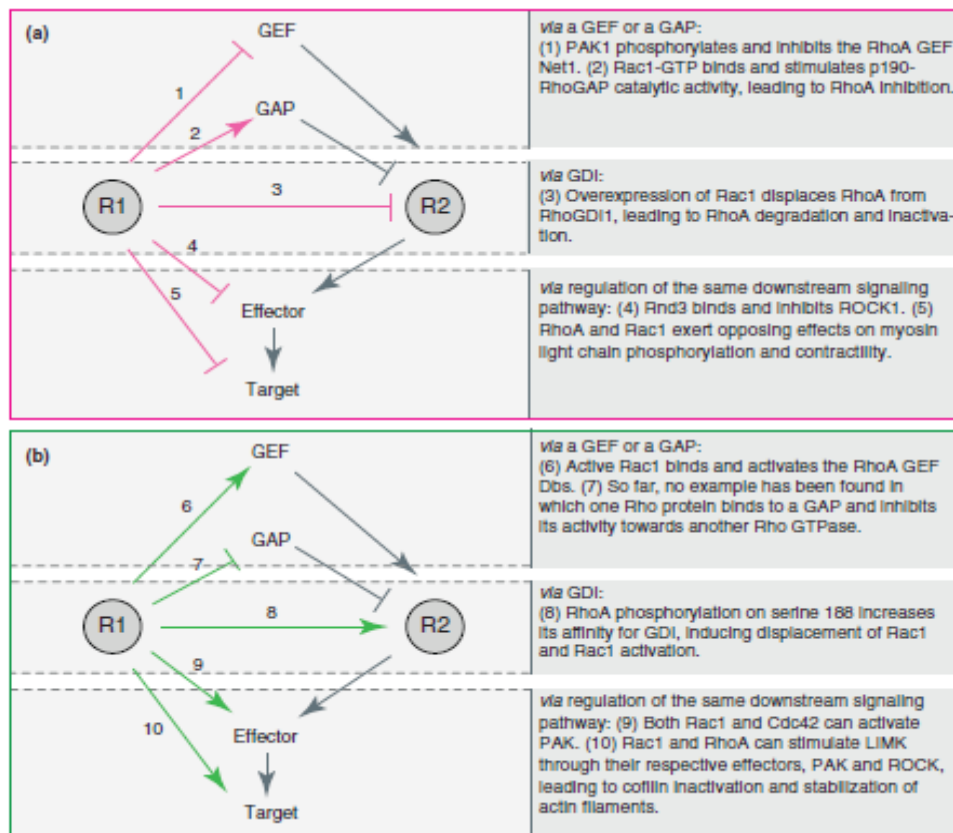 (a)
GEF
1
GAP
2
R1
3
R2
4
5
Effector
Target
via a GEF or a GAP:
(1) PAK1 phosphorylates and inhibits the RhoA GEF
Net1. (2) Rac1-GTP binds and stimulates p190-
RhoGAP catalytic activity, leading to RhoA inhibition.
via GDI:
(3) Overexpression of Rac1 displaces RhoA from
RhoGDI1, leading to RhoA degradation and inactiva-
tion.
via regulation of the same downstream signaling
pathway: (4) Rnd3 binds and inhibits ROCK1. (5)
RhoA and Rac1 exert opposing effects on myosin
light chain phosphorylation and contractility.
(b)
GEF
6
GAP
7
R1
8
R2
9
10
Effector
Target
via a GEF or a GAP:
(6) Active Rac1 binds and activates the RhoA GEF
Dbs. (7) So far, no example has been found in
which one Rho protein binds to a GAP and inhibits
its activity towards another Rho GTPase.
via GDI:
(8) RhoA phosphorylation on serine 188 increases
its affinity for GDI, inducing displacement of Rac1
and Rac1 activation.
via regulation of the same downstream signaling
pathway: (9) Both Rac1 and Cdc42 can activate
PAK. (10) Rac1 and RhoA can stimulate LIMK
through their respective effectors, PAK and ROCK,
leading to cofilin inactivation and stabilization of
actin filaments.